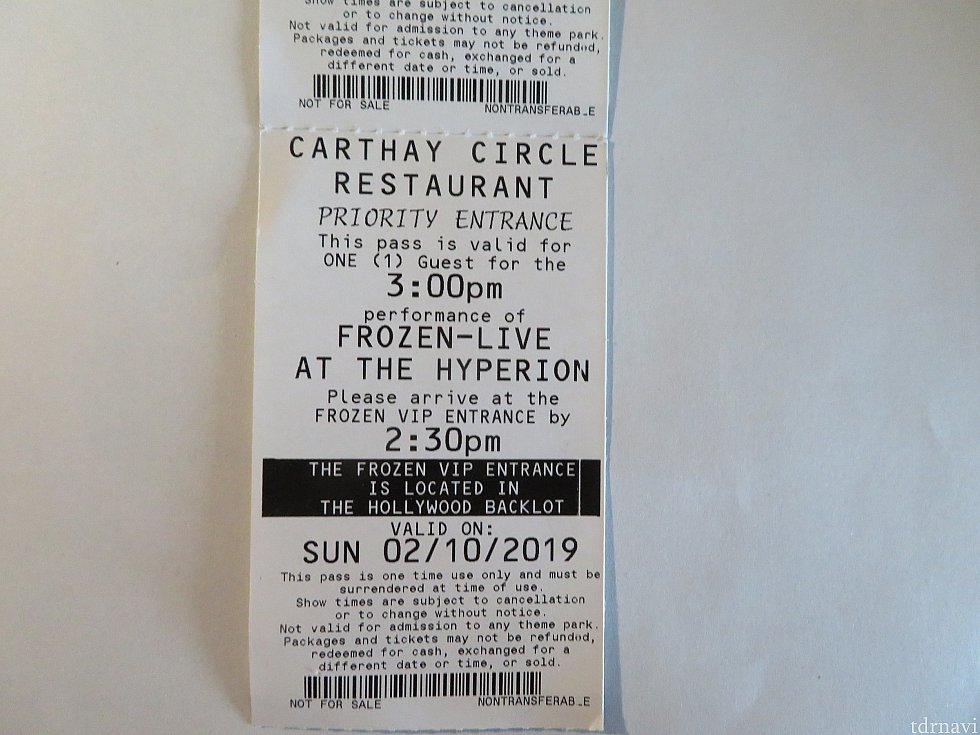 Show times are subject to cancellation
or to change without notice.
Not valid for admission to any theme park.
Packages and tickets may not be refunded,
redeemed for cash, exchanged for a
different date or time, or sold.
NOT FOR SALE NONTRANSFERABLE
CARTHAY CIRCLE
RESTAURANT
PRIORITY ENTRANCE
This pass is valid for
ONE (1) Guest for the
3:00pm
performance of
FROZEN-LIVE
AT THE HYPERION
Please arrive at the
FROZEN VIP ENTRANCE by
2:30pm
THE FROZEN VIP ENTRANCE
IS LOCATED IN
THE HOLLYWOOD BACKLOT
VALID ON:
SUN 02/10/2019
This pass is one time use only and must be
surrendered at time of use.
Show times are subject to cancellation
or to change without notice.
Not valid for admission to any theme park.
Packages and tickets may not be refunded,
redeemed for cash, exchanged for a
different date or time, or sold.
NOT FOR SALE NONTRANSFERABLE
tdrnavi